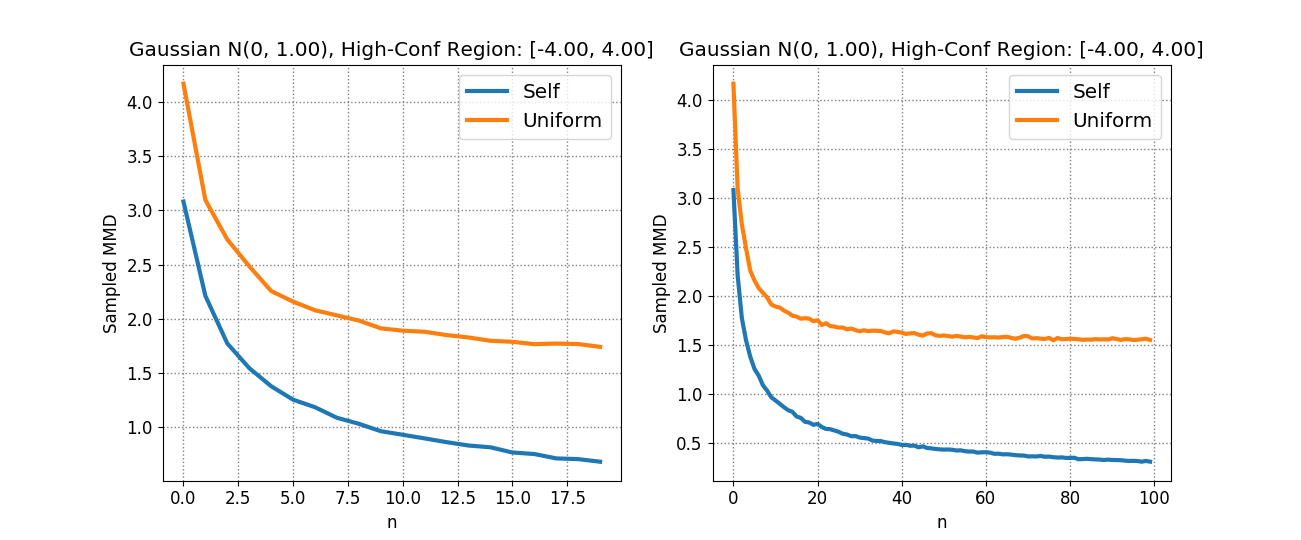 Gaussian N(0, 1.00), High-Conf Region: [-4.00, 4.00]
Self
Uniform
4.0
3.5
3.0
2.5
2.0
1.5
1.0
Sampled MMD
0.0 2.5 5.0 7.5 10.0 12.5 15.0 17.5
n
Gaussian N(0, 1.00), High-Conf Region: [-4.00, 4.00]
Self
Uniform
4.0
3.5
3.0
2.5
2.0
1.5
1.0
0.5
Sampled MMD
0 20 40 60 80 100
n